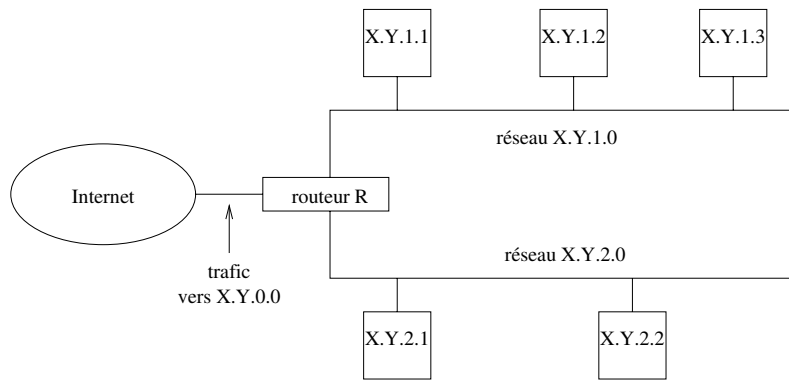 X.Y.1.1
X.Y.1.2
X.Y.1.3
réseau X.Y.1.0
Internet
routeur R
trafic
vers X.Y.0.0
réseau X.Y.2.0
X.Y.2.1
X.Y.2.2